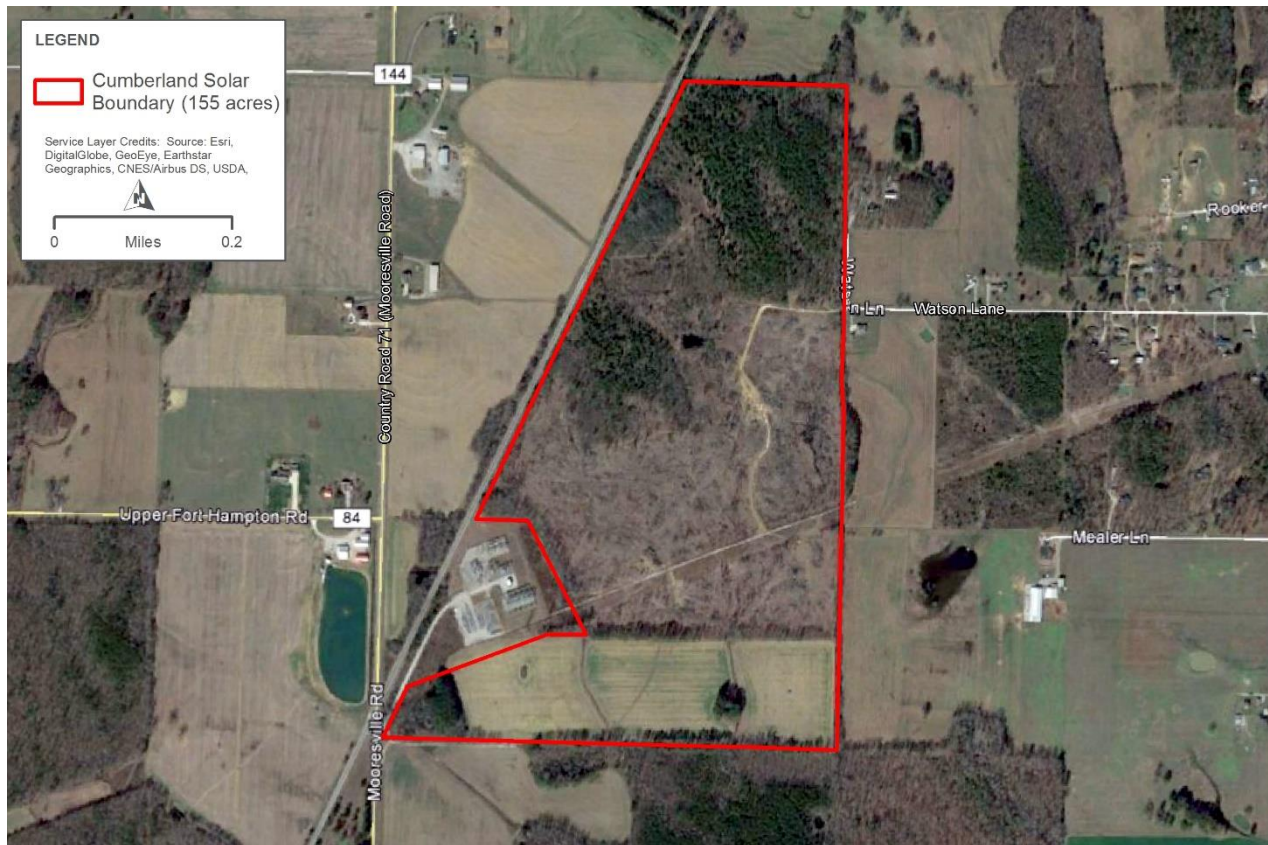 LEGEND
Cumberland Solar
Boundary (155 acres)
Service Layer Credits: Source: Esri,
DigitalGlobe, GeoEye, Earthstar
Geographics, CNES/Airbus DS, USDA,
N
0 Miles 0.2
144
Country Road 71 (Mooresville Road)
Rooker
n Ln
Watson Lane
Upper Fort Hampton Rd
84
Mealer Ln
Mooresville Rd